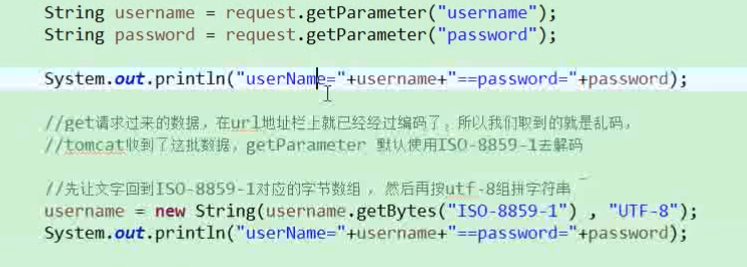 String username = request.getParameter("username");
String password = request.getParameter("password");
System.out.println("userName="+username+"==password="+password);
//get请求过来的数据，在url地址栏上就已经经过编码了，所以我们取到的就是乱码，
//tomcat收到了这批数据，getParameter 默认使用ISO-8859-1去解码
//先让文字回到ISO-8859-1对应的字节数组 ，然后再按utf-8组拼字符串
username = new String(username.getBytes("ISO-8859-1") , "UTF-8");
System.out.println("userName="+username+"==password="+password);